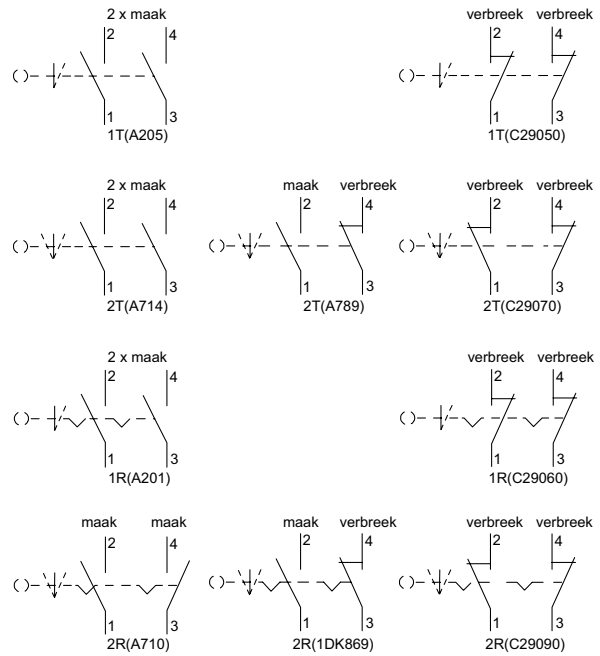 2 x maak
verbreek verbreek
2 4
2 4
( )
( )
1 3
1 3
1T(A205)
1T(C29050)
2 x maak
maak verbreek
verbreek verbreek
2 4
2 4
2 4
( )
( )
( )
1 3
1 3
1 3
2T(A714)
2T(A789)
2T(C29070)
2 x maak
verbreek verbreek
2 4
2 4
( )
( )
1 3
1 3
1R(A201)
1R(C29060)
maak maak
maak verbreek
verbreek verbreek
2 4
2 4
2 4
( )
( )
( )
1 3
1 3
1 3
2R(A710)
2R(1DK869)
2R(C29090)